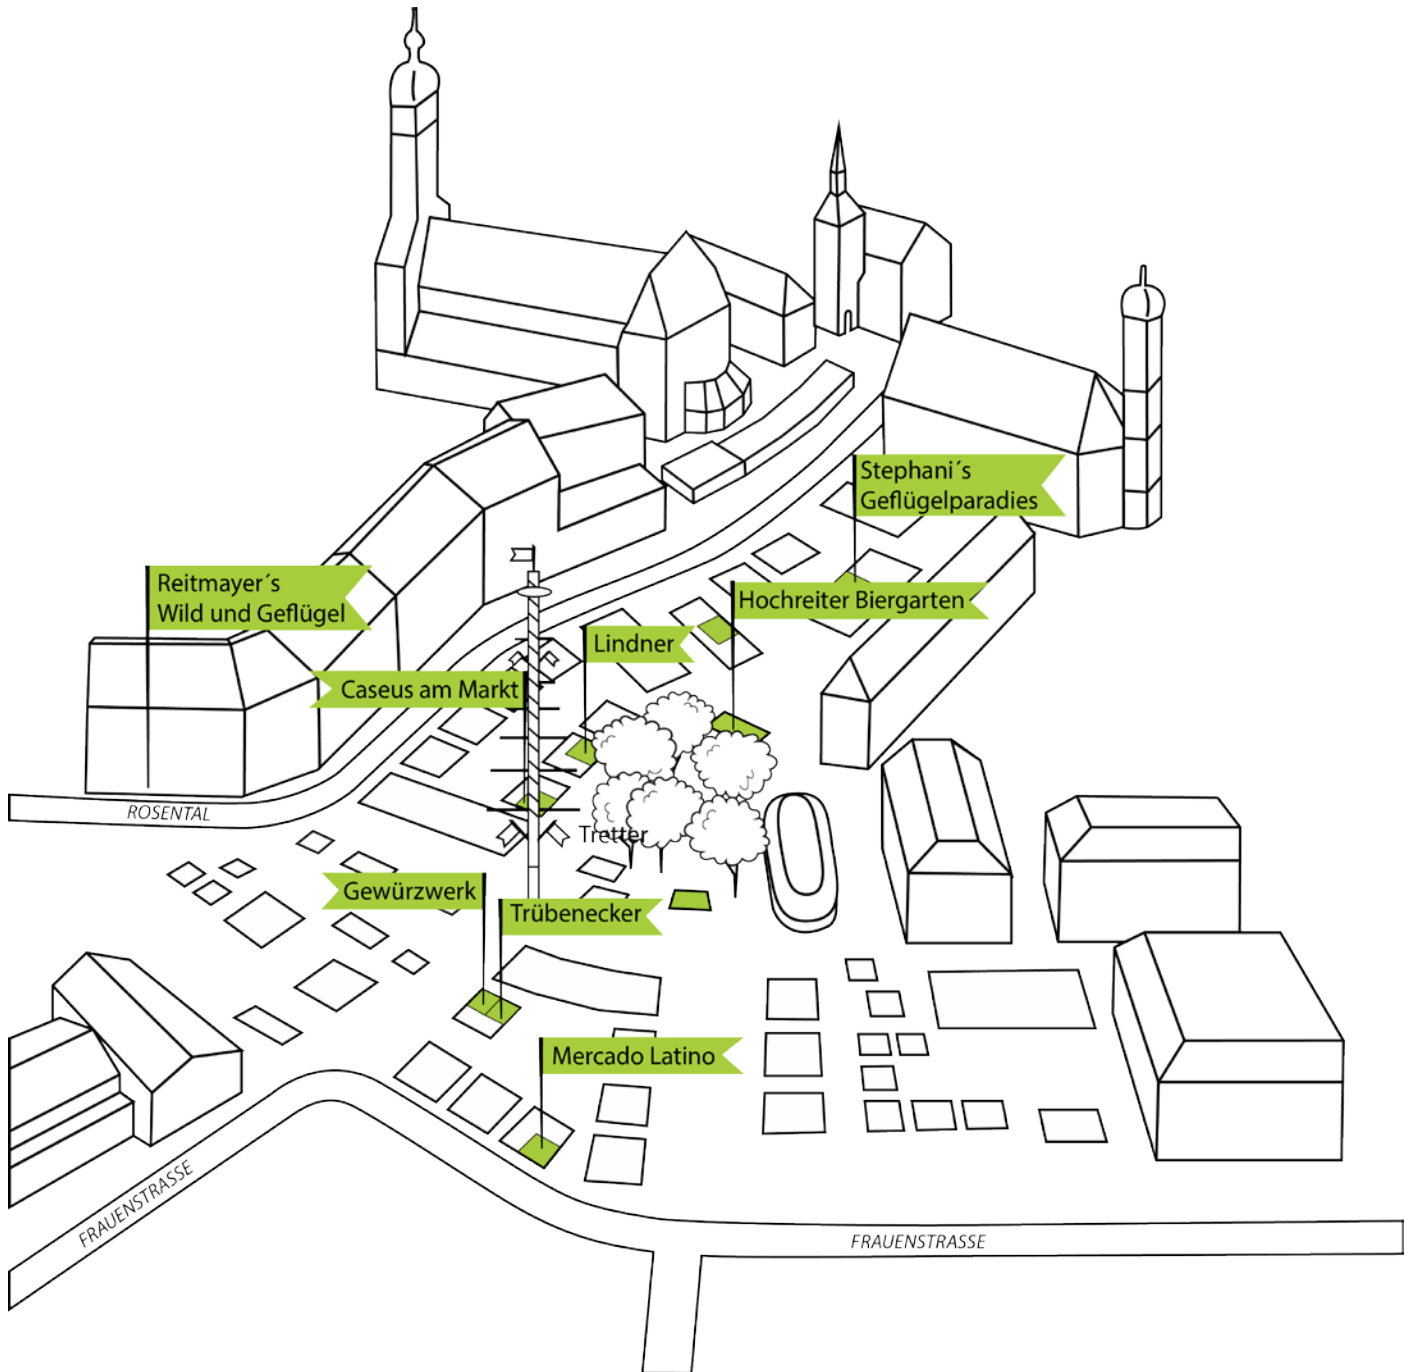 Stephani´s
Geflügelparadies
Reitmayer´s
Wild und Geflügel
Hochreiter Biergarten
Lindner
Caseus am Markt
ROSENTAL
Tretter
Gewürzwerk
Trübenecker
Mercado Latino
FRAUENSTRASSE
FRAUENSTRASSE